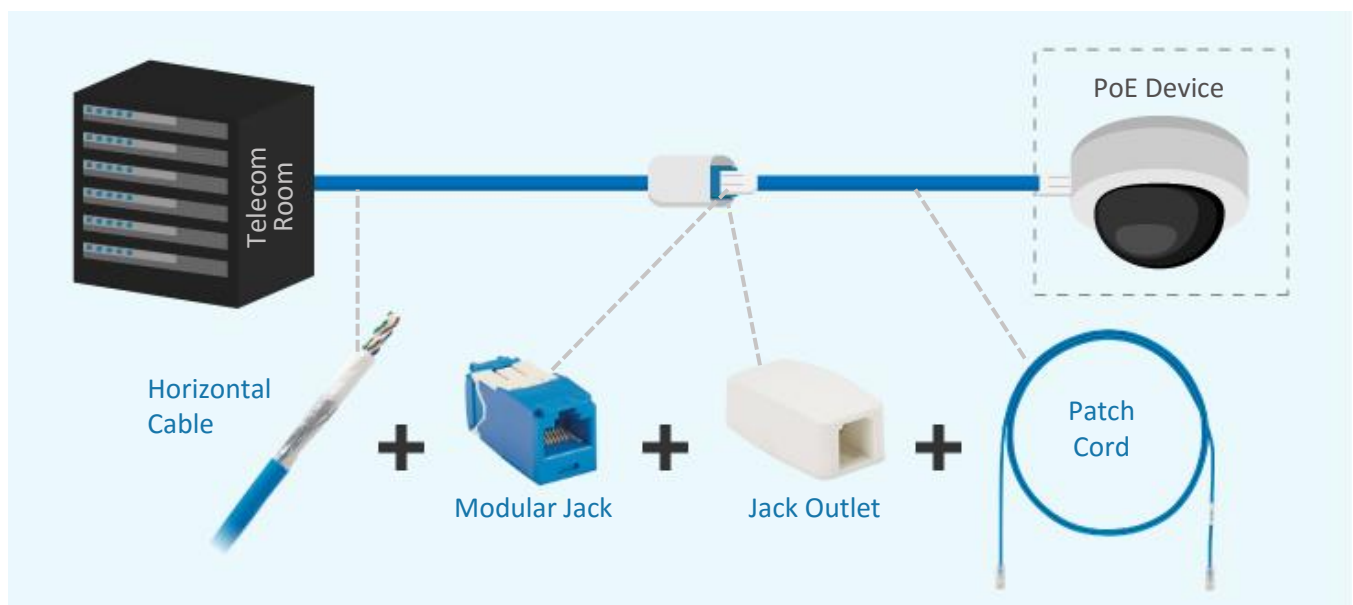 PoE Device
Telecom
Room
Horizontal
Cable
Modular Jack
Jack Outlet
Patch
Cord